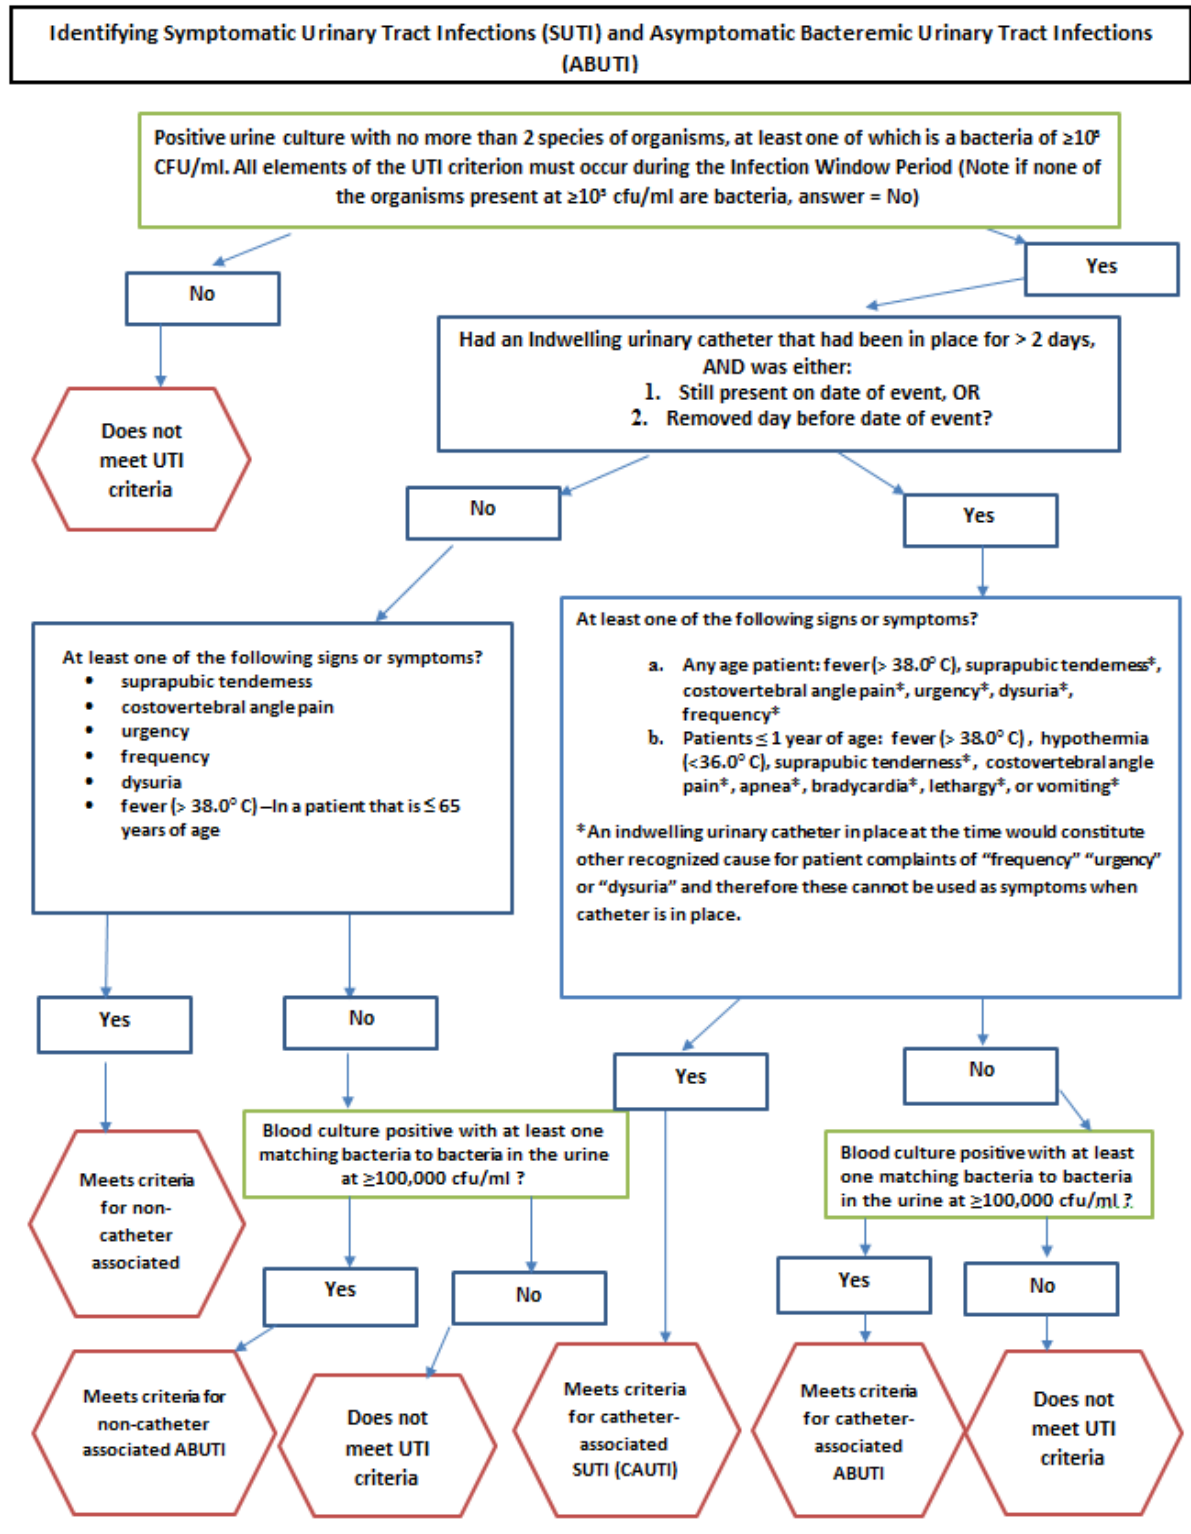 Identifying Symptomatic Urinary Tract Infections (SUTI) and Asymptomatic Bacteremic Urinary Tract Infections
(ABUTI)
Positive urine culture with no more than 2 species of organisms, at least one of which is a bacteria of ≥10⁵
CFU/ml. All elements of the UTI criterion must occur during the Infection Window Period (Note if none of
the organisms present at ≥10⁵ cfu/ml are bacteria, answer = No)
No
Yes
Does not
meet UTI
criteria
Had an Indwelling urinary catheter that had been in place for > 2 days,
AND was either:
1. Still present on date of event, OR
2. Removed day before date of event?
No
Yes
At least one of the following signs or symptoms?
• suprapubic tenderness
• costovertebral angle pain
• urgency
• frequency
• dysuria
• fever (> 38.0° C) –In a patient that is ≤ 65
years of age
At least one of the following signs or symptoms?
a. Any age patient: fever (> 38.0° C), suprapubic tenderness*,
costovertebral angle pain*, urgency*, dysuria*,
frequency*
b. Patients ≤ 1 year of age: fever (> 38.0° C) , hypothermia
(<36.0° C), suprapubic tenderness*, costovertebral angle
pain*, apnea*, bradycardia*, lethargy*, or vomiting*
*An indwelling urinary catheter in place at the time would constitute
other recognized cause for patient complaints of “frequency” “urgency”
or “dysuria” and therefore these cannot be used as symptoms when
catheter is in place.
Yes
No
Yes
No
Meets criteria
for non-
catheter
associated
Blood culture positive with at least one
matching bacteria to bacteria in the urine
at ≥100,000 cfu/ml ?
Blood culture positive with at least
one matching bacteria to bacteria
in the urine at ≥100,000 cfu/ml ?
Yes
No
Yes
No
Meets criteria for
non-catheter
associated ABUTI
Does not
meet UTI
criteria
Meets criteria
for catheter-
associated
SUTI (CAUTI)
Meets criteria
for catheter-
associated
ABUTI
Does not
meet UTI
criteria